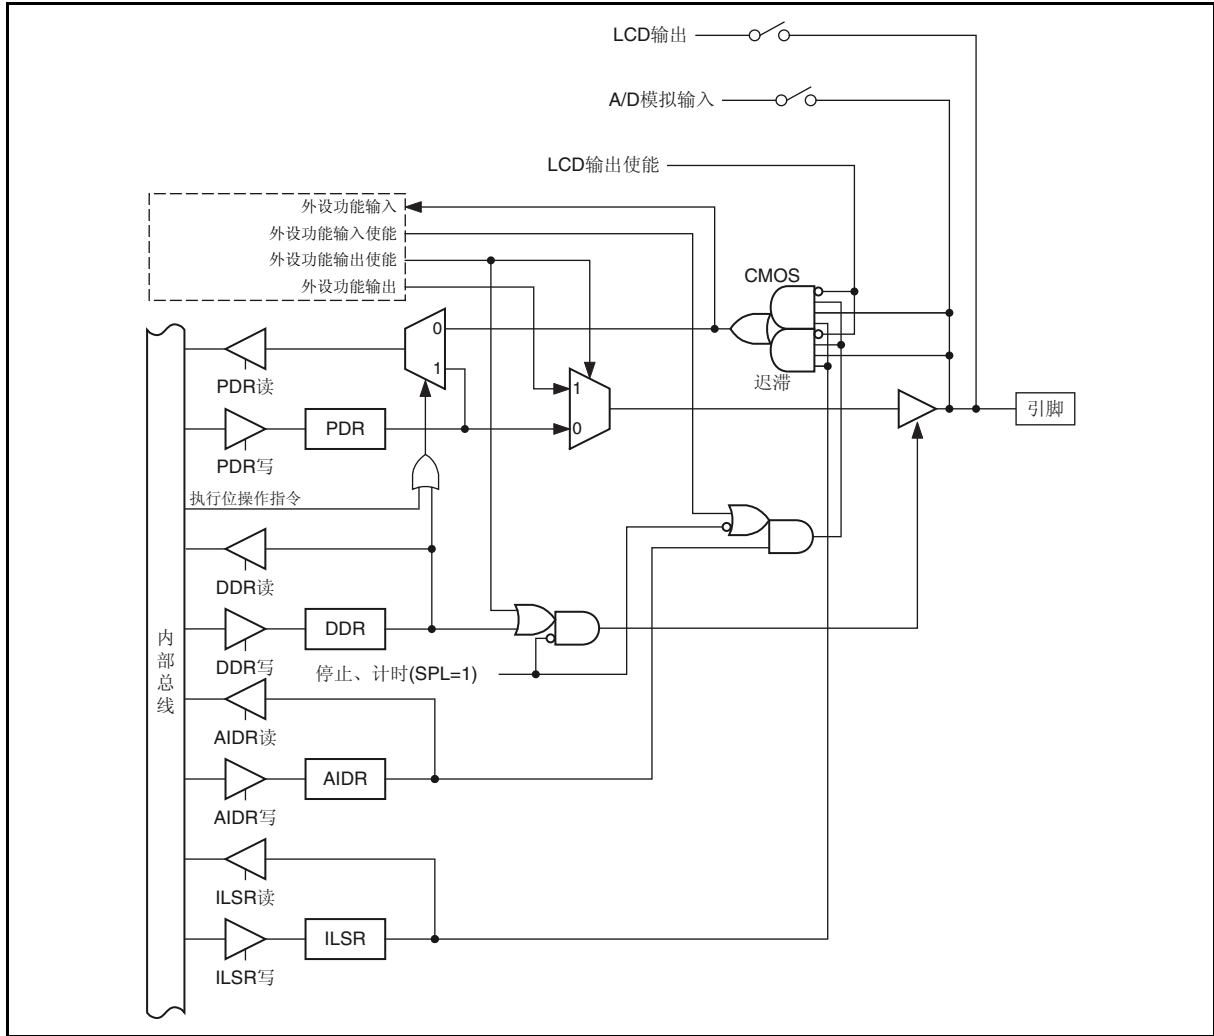 LCD输出
A/D模拟输入
LCD输出使能
外设功能输入
外设功能输入使能
外设功能输出使能
外设功能输出
CMOS
0
1
PDR读
迟滞
1
引脚
PDR
0
PDR写
执行位操作指令
DDR读
DDR
内部总线
DDR写
停止、计时(SPL=1)
AIDR读
AIDR
AIDR写
ILSR读
ILSR
ILSR写